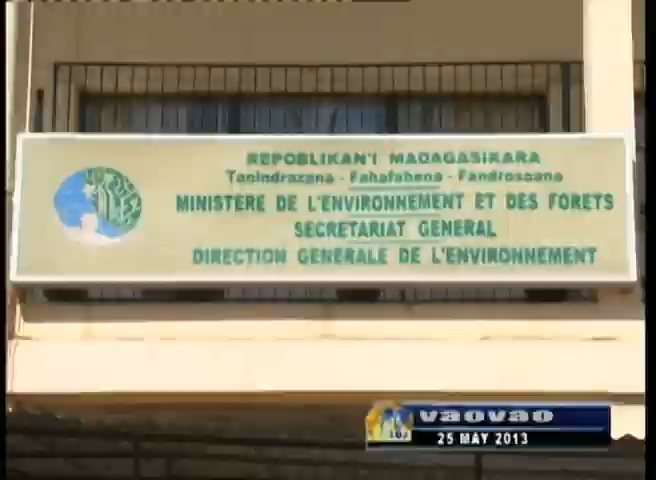 REPOBLIKAN'I MADAGASIKARA
Tanindrazana - Fahafahana - Fandrosoana
MINISTERE DE L'ENVIRONNEMENT ET DES FORETS
SECRETARIAT GENERAL
DIRECTION GENERALE DE L'ENVIRONNEMENT
vaovao
25 MAY 2013